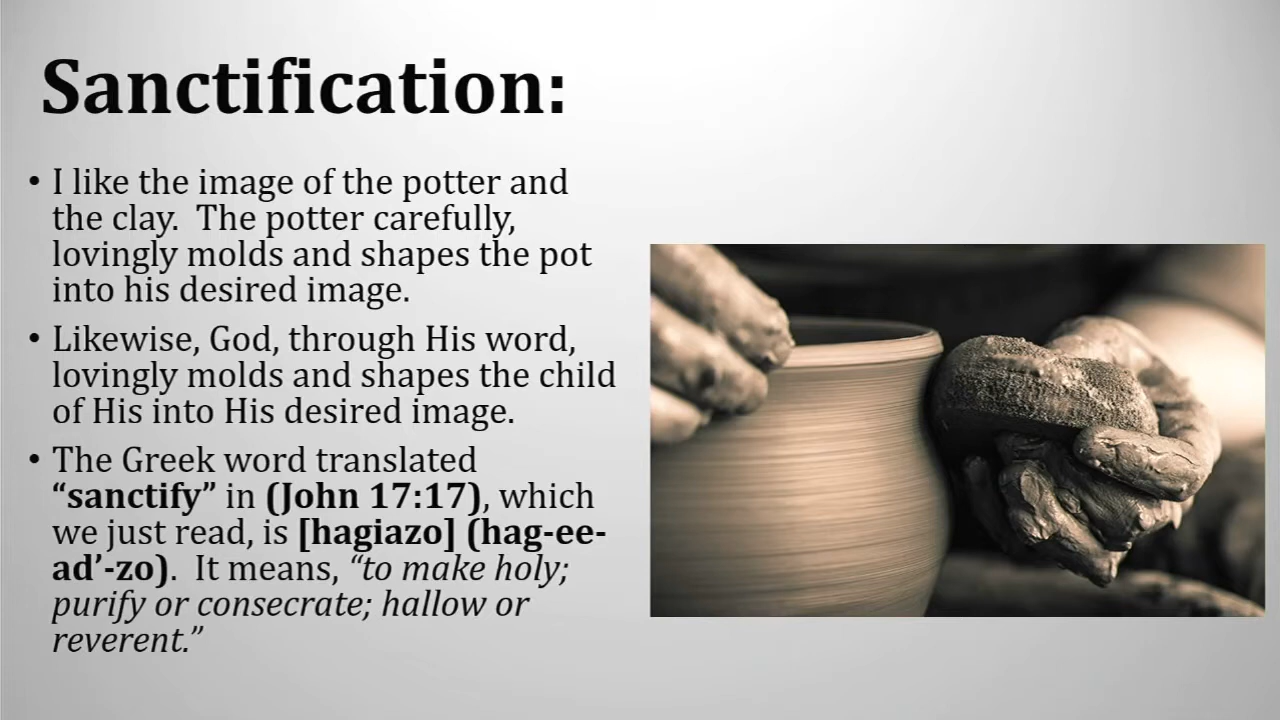 Sanctification:
• I like the image of the potter and
the clay.  The potter carefully,
lovingly molds and shapes the pot
into his desired image.
• Likewise, God, through His word,
lovingly molds and shapes the child
of His into His desired image.
• The Greek word translated
“sanctify” in (John 17:17), which
we just read, is [hagiazo] (hag-ee-
ad’-zo).  It means, “to make holy;
purify or consecrate; hallow or
reverent.”